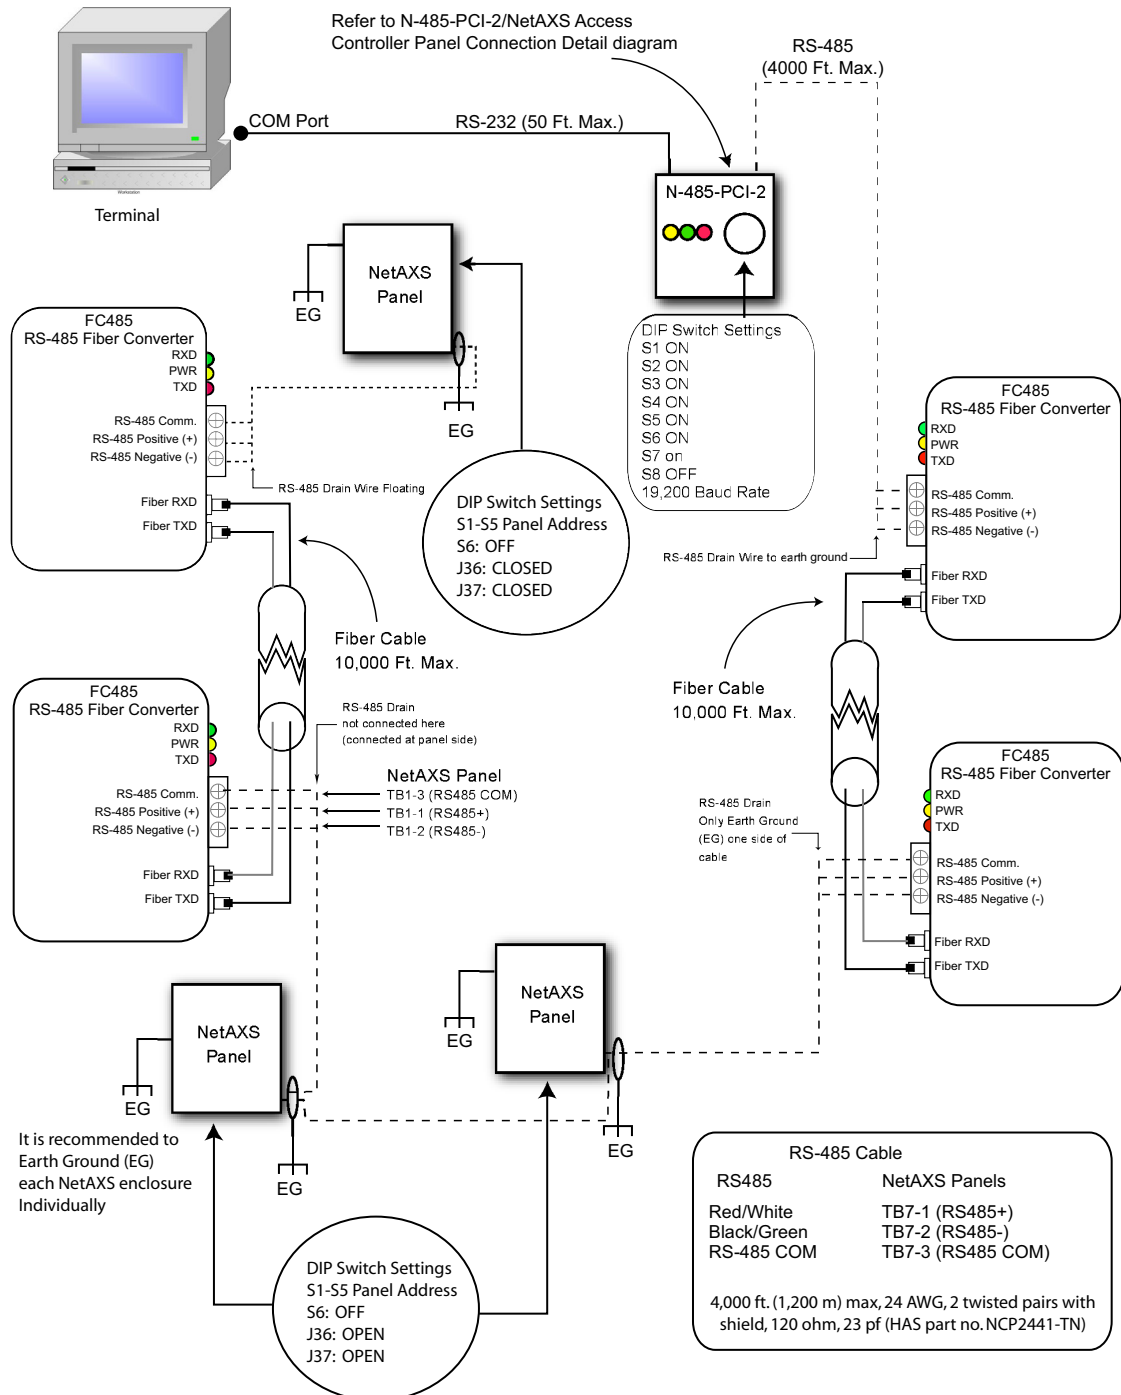 Refer to N-485-PCI-2/NetAXS Access
Controller Panel Connection Detail diagram
RS-485
(4000 Ft. Max.)
COM Port
RS-232 (50 Ft. Max.)
Workstation
Terminal
N-485-PCI-2
NetAXS
Panel
EG
EG
DIP Switch Settings
S1 ON
S2 ON
S3 ON
S4 ON
S5 ON
S6 ON
S7 on
S8 OFF
19,200 Baud Rate
FC485
RS-485 Fiber Converter
RXD
PWR
TXD
RS-485 Comm.
RS-485 Positive (+)
RS-485 Negative (-)
Fiber RXD
Fiber TXD
RS-485 Drain Wire Floating
DIP Switch Settings
S1-S5 Panel Address
S6: OFF
J36: CLOSED
J37: CLOSED
FC485
RS-485 Fiber Converter
RXD
PWR
TXD
RS-485 Comm.
RS-485 Positive (+)
RS-485 Negative (-)
Fiber RXD
Fiber TXD
RS-485 Drain Wire to earth ground
Fiber Cable
10,000 Ft. Max.
Fiber Cable
10,000 Ft. Max.
FC485
RS-485 Fiber Converter
RXD
PWR
TXD
RS-485 Comm.
RS-485 Positive (+)
RS-485 Negative (-)
Fiber RXD
Fiber TXD
RS-485 Drain
not connected here
(connected at panel side)
NetAXS Panel
TB1-3 (RS485 COM)
TB1-1 (RS485+)
TB1-2 (RS485-)
RS-485 Drain
Only Earth Ground
(EG) one side of
cable
FC485
RS-485 Fiber Converter
RXD
PWR
TXD
RS-485 Comm.
RS-485 Positive (+)
RS-485 Negative (-)
Fiber RXD
Fiber TXD
NetAXS
Panel
EG
EG
NetAXS
Panel
EG
EG
It is recommended to
Earth Ground (EG)
each NetAXS enclosure
Individually
DIP Switch Settings
S1-S5 Panel Address
S6: OFF
J36: OPEN
J37: OPEN
RS-485 Cable
RS485 NetAXS Panels
Red/White TB7-1 (RS485+)
Black/Green TB7-2 (RS485-)
RS-485 COM TB7-3 (RS485 COM)
4,000 ft. (1,200 m) max, 24 AWG, 2 twisted pairs with
shield, 120 ohm, 23 pf (HAS part no. NCP2441-TN)